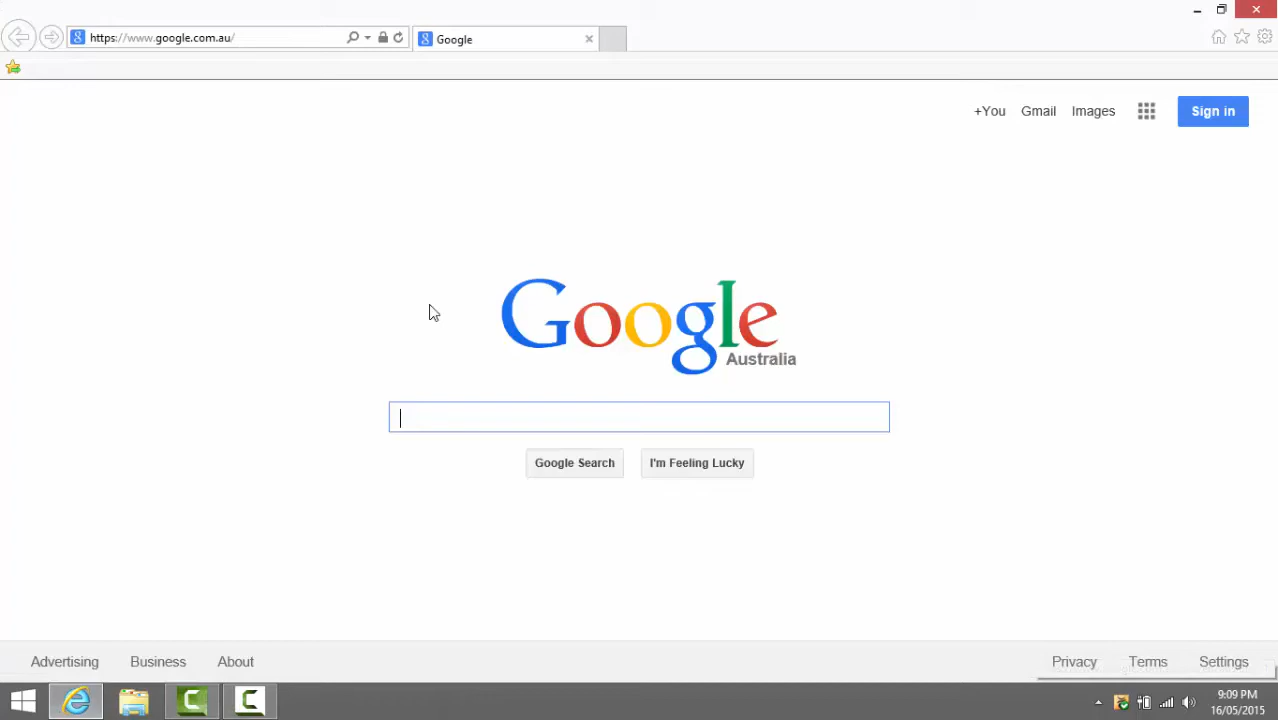 https://www.google.com.au/
Google
+You Gmail Images Sign in
Google
Australia
Google Search I'm Feeling Lucky
Advertising Business About Privacy Terms Settings
9:09 PM
16/05/2015